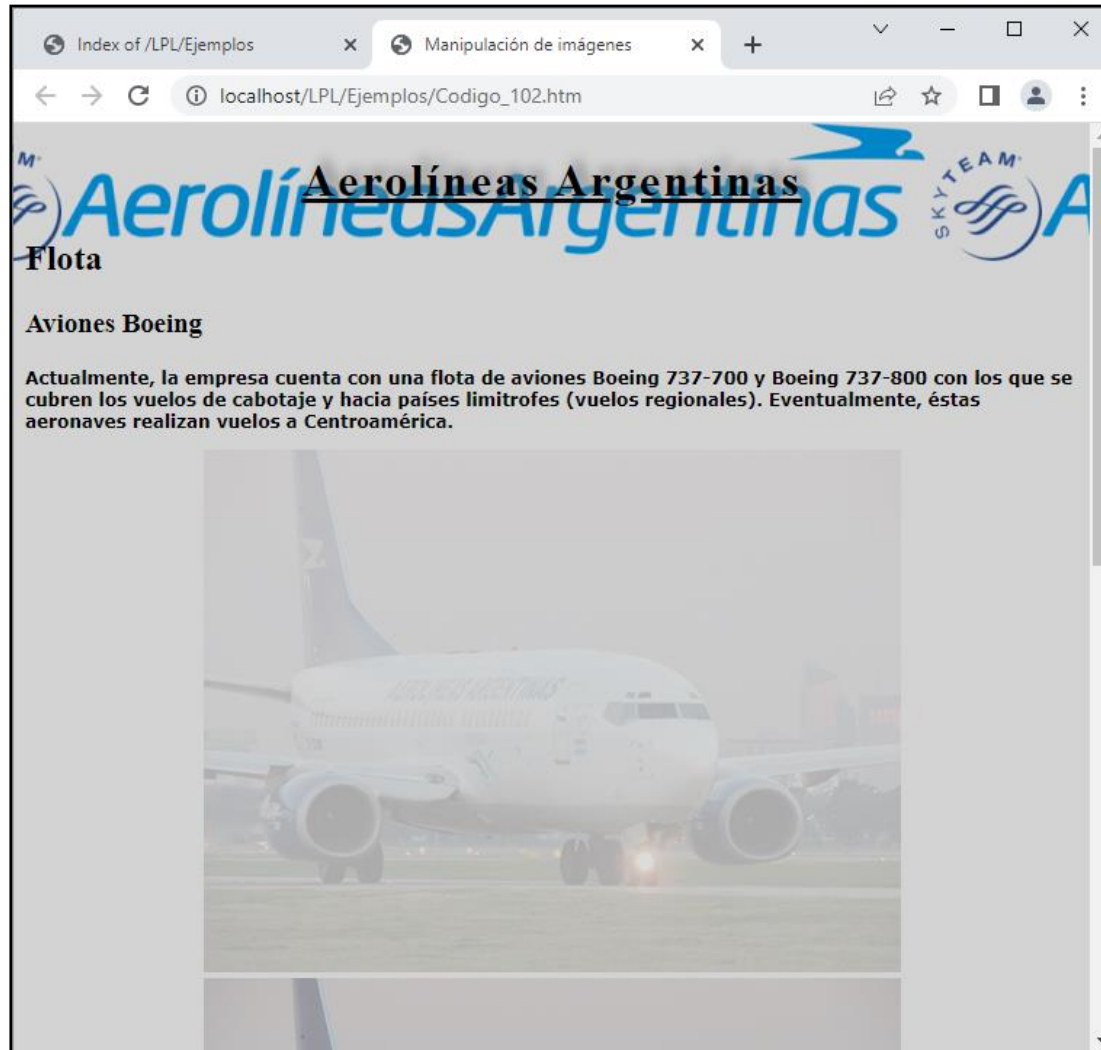 Index of /LPL/Ejemplos
Manipulación de imágenes
localhost/LPL/Ejemplos/Codigo_102.htm
M
AerolíneasArgentinas
SKYTEAM
A
Aerolíneas Argentinas
Flota
Aviones Boeing
Actualmente, la empresa cuenta con una flota de aviones Boeing 737-700 y Boeing 737-800 con los que se
cubren los vuelos de cabotaje y hacia países limitrofes (vuelos regionales). Eventualmente, éstas
aeronaves realizan vuelos a Centroamérica.
AEROLINEAS ARGENTINAS